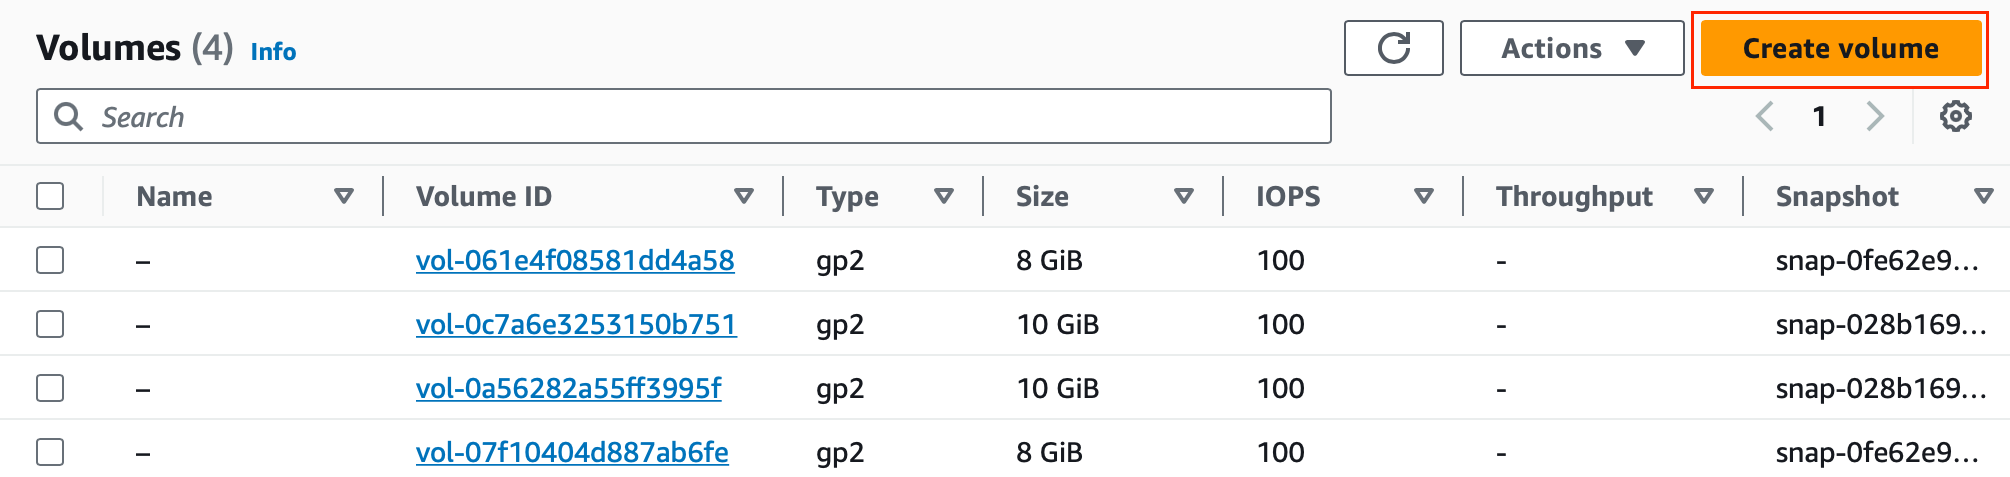 Volumes (4) Info
Actions Create volume
Search
1
Name Volume ID Type Size IOPS Throughput Snapshot
– vol-061e4f08581dd4a58 gp2 8 GiB 100 - snap-0fe62e9...
– vol-0c7a6e3253150b751 gp2 10 GiB 100 - snap-028b169...
– vol-0a56282a55ff3995f gp2 10 GiB 100 - snap-028b169...
– vol-07f10404d887ab6fe gp2 8 GiB 100 - snap-0fe62e9...